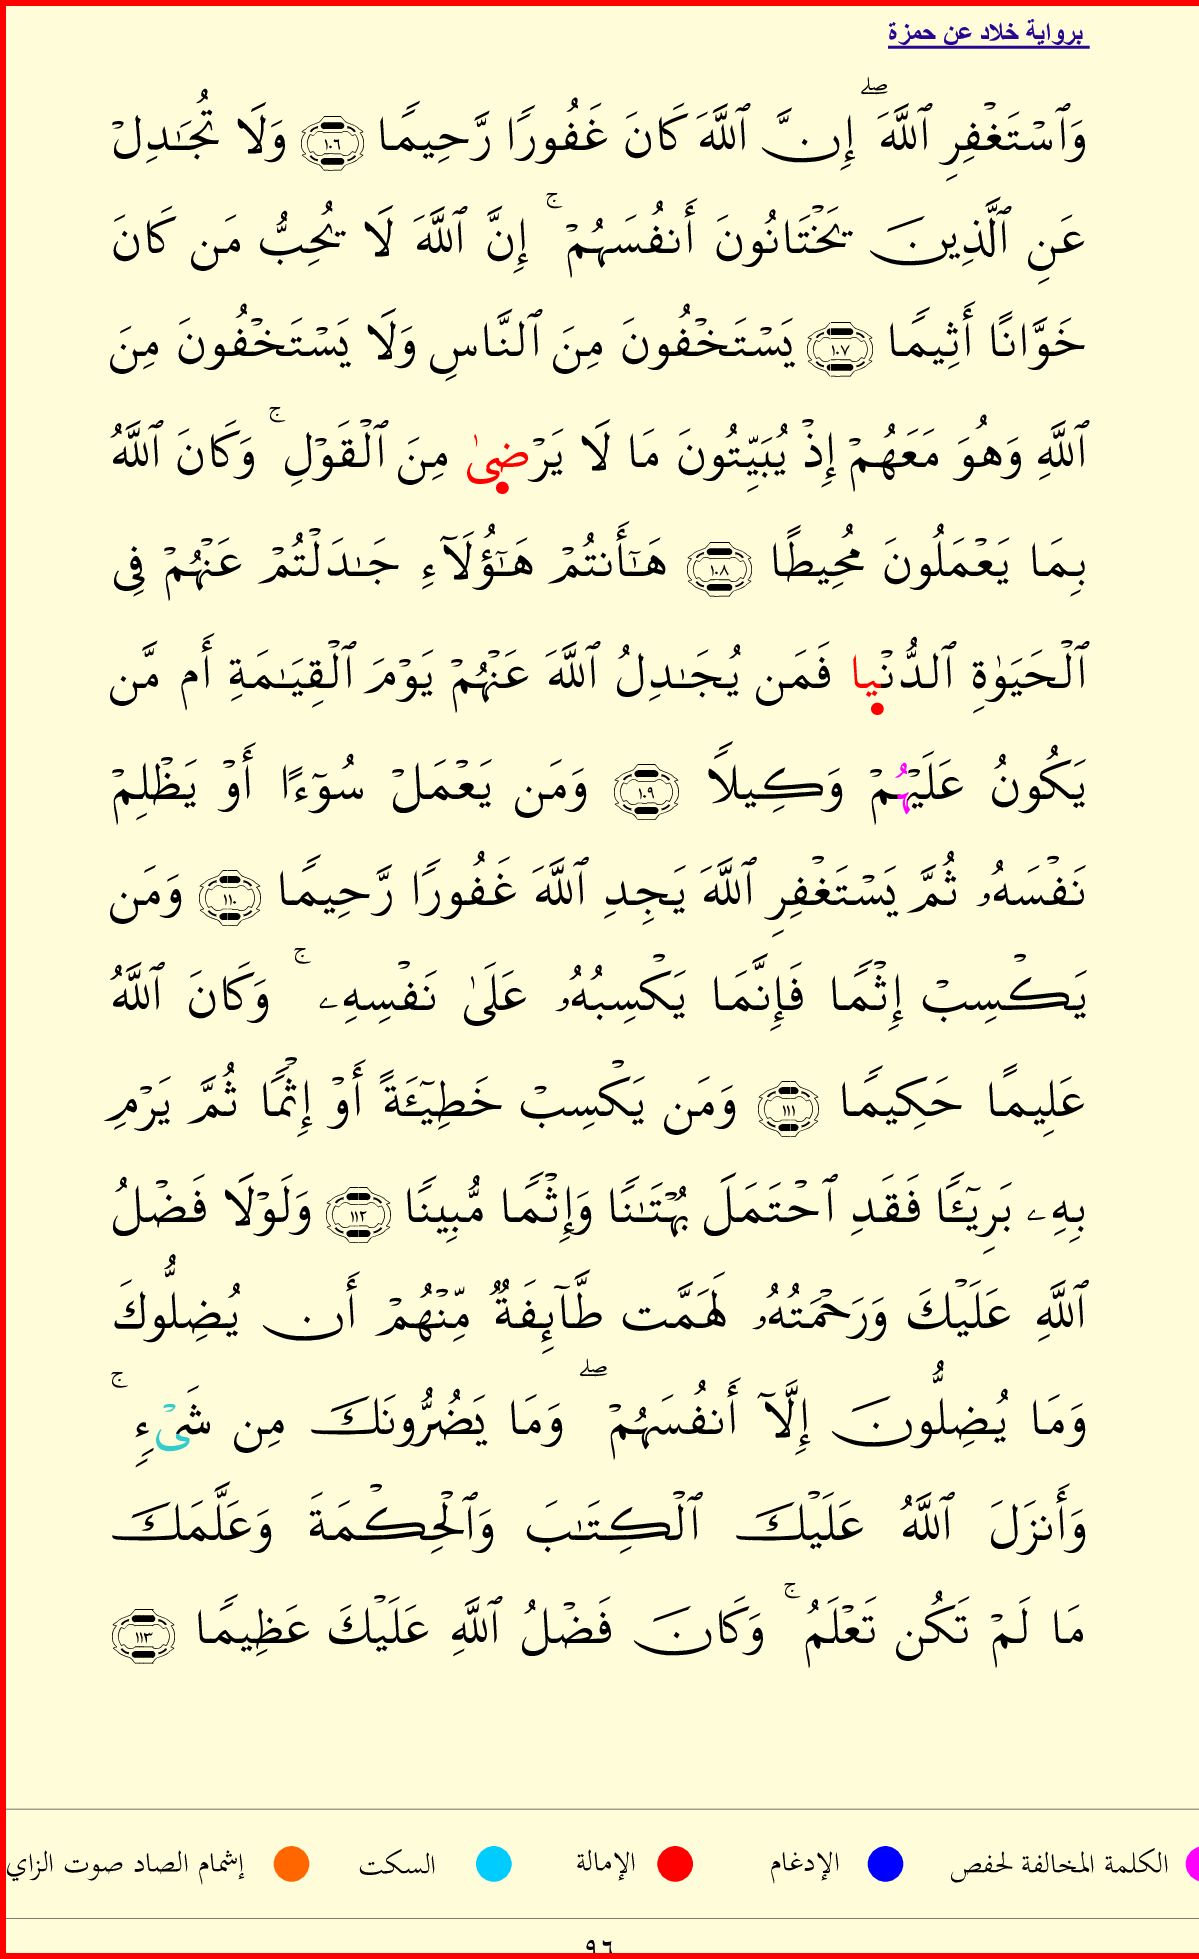 برواية خلاد عن حمزة
وَٱسۡتَغۡفِرِ ٱللَّهَۖ إِنَّ ٱللَّهَ كَانَ غَفُورًا رَّحِيمًا ١٠٦ وَلَا تُجَٰدِلۡ
عَنِ ٱلَّذِينَ يَخۡتَانُونَ أَنفُسَهُمۡۚ إِنَّ ٱللَّهَ لَا يُحِبُّ مَن كَانَ
خَوَّانًا أَثِيمًا ١٠٧ يَسۡتَخۡفُونَ مِنَ ٱلنَّاسِ وَلَا يَسۡتَخۡفُونَ مِنَ
ٱللَّهِ وَهُوَ مَعَهُمۡ إِذۡ يُبَيِّتُونَ مَا لَا يَرۡضىٰ مِنَ ٱلۡقَوۡلِۚ وَكَانَ ٱللَّهُ
بِمَا يَعۡمَلُونَ مُحِيطًا ١٠٨ هَٰٓأَنتُمۡ هَٰٓؤُلَآءِ جَٰدَلۡتُمۡ عَنۡهُمۡ فِي
ٱلۡحَيَوٰةِ ٱلدُّنۡيا فَمَن يُجَٰدِلُ ٱللَّهَ عَنۡهُمۡ يَوۡمَ ٱلۡقِيَٰمَةِ أَم مَّن
يَكُونُ عَلَيۡهُمۡ وَكِيلًا ١٠٩ وَمَن يَعۡمَلۡ سُوٓءًا أَوۡ يَظۡلِمۡ
نَفۡسَهُۥ ثُمَّ يَسۡتَغۡفِرِ ٱللَّهَ يَجِدِ ٱللَّهَ غَفُورًا رَّحِيمًا ١١٠ وَمَن
يَكۡسِبۡ إِثۡمًا فَإِنَّمَا يَكۡسِبُهُۥ عَلَىٰ نَفۡسِهِۦۚ وَكَانَ ٱللَّهُ
عَلِيمًا حَكِيمًا ١١١ وَمَن يَكۡسِبۡ خَطِيٓـَٔةً أَوۡ إِثۡمًا ثُمَّ يَرۡمِ
بِهِۦ بَرِيٓـًٔا فَقَدِ ٱحۡتَمَلَ بُهۡتَٰنًا وَإِثۡمًا مُّبِينًا ١١٢ وَلَوۡلَا فَضۡلُ
ٱللَّهِ عَلَيۡكَ وَرَحۡمَتُهُۥ لَهَمَّت طَّآئِفَةٌ مِّنۡهُمۡ أَن يُضِلُّوكَ
وَمَا يُضِلُّونَ إِلَّآ أَنفُسَهُمۡۖ وَمَا يَضُرُّونَكَ مِن شَيۡءٍۚ
وَأَنزَلَ ٱللَّهُ عَلَيۡكَ ٱلۡكِتَٰبَ وَٱلۡحِكۡمَةَ وَعَلَّمَكَ
مَا لَمۡ تَكُن تَعۡلَمُۚ وَكَانَ فَضۡلُ ٱللَّهِ عَلَيۡكَ عَظِيمًا ١١٣
الكلمة المخالفة لحفص الإدغام الإمالة السكت إشمام الصاد صوت الزاي
٩٦